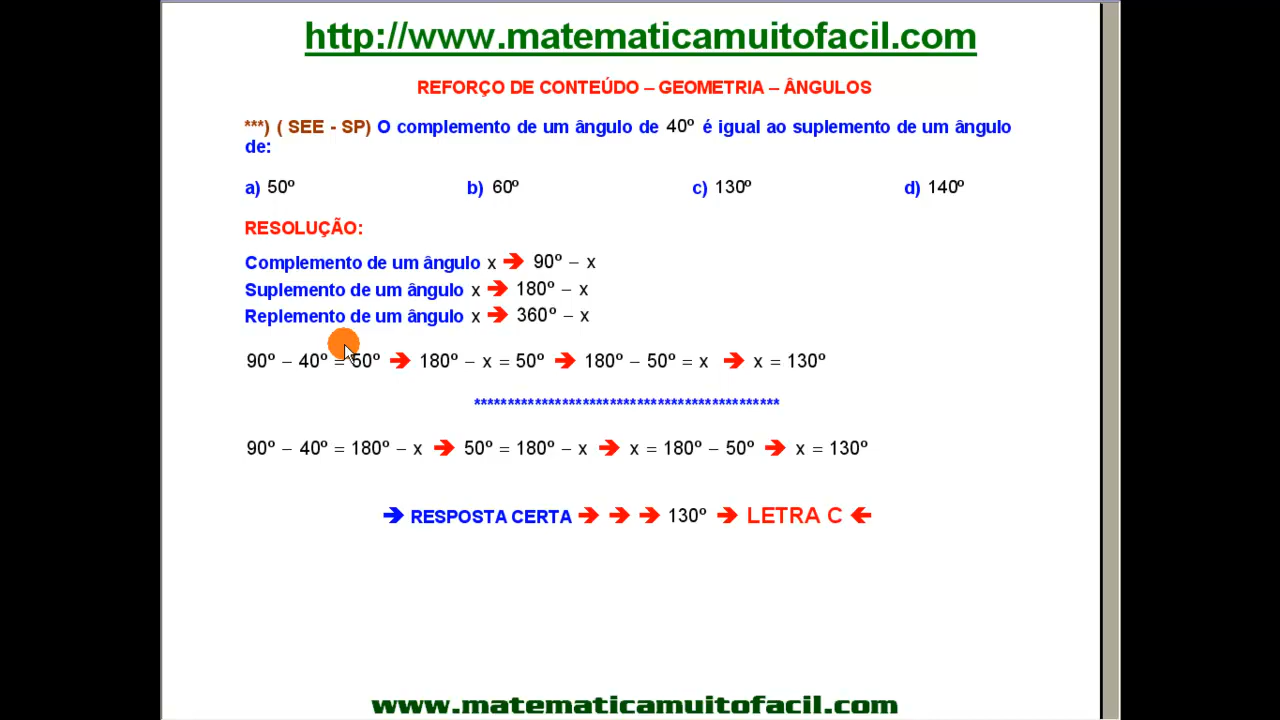 http://www.matematicamuitofacil.com
REFORÇO DE CONTEÚDO – GEOMETRIA – ÂNGULOS
***) ( SEE - SP) O complemento de um ângulo de 40º é igual ao suplemento de um ângulo
de:
a) 50º b) 60º c) 130º d) 140º
RESOLUÇÃO:
Complemento de um ângulo x ➔ 90º – x
Suplemento de um ângulo x ➔ 180º – x
Replemento de um ângulo x ➔ 360º – x
90º – 40º = 50º ➔ 180º – x = 50º ➔ 180º – 50º = x ➔ x = 130º
**********************************************
90º – 40º = 180º – x ➔ 50º = 180º – x ➔ x = 180º – 50º ➔ x = 130º
➔ RESPOSTA CERTA ➔ ➔ ➔ 130º ➔ LETRA C 🡰
www.matematicamuitofacil.com